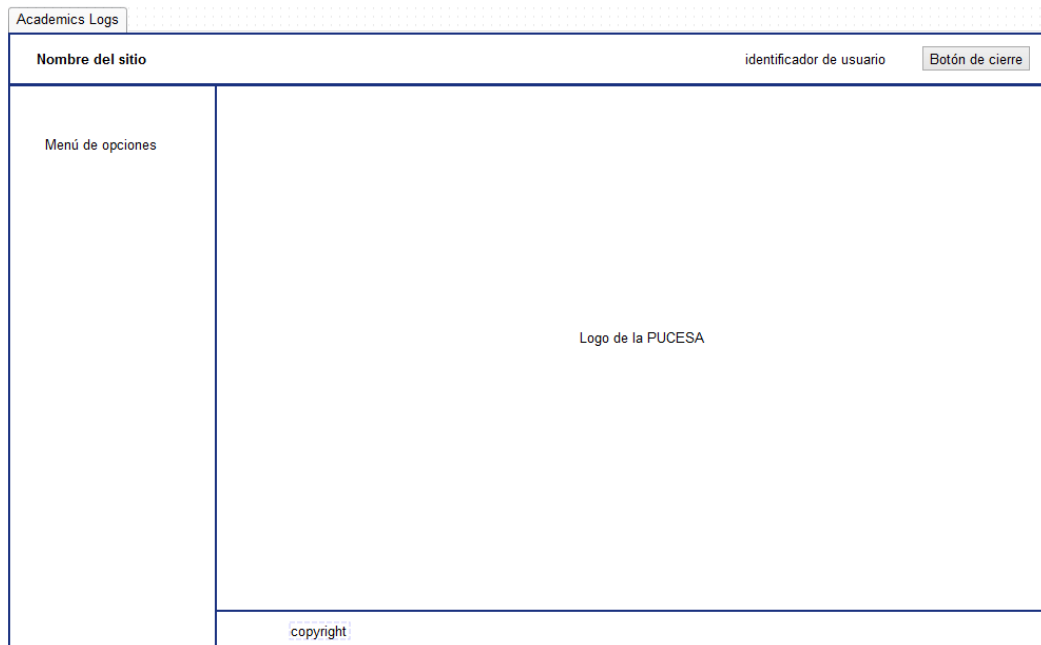 Academics Logs
Nombre del sitio
identificador de usuario
Botón de cierre
Menú de opciones
Logo de la PUCESA
copyright